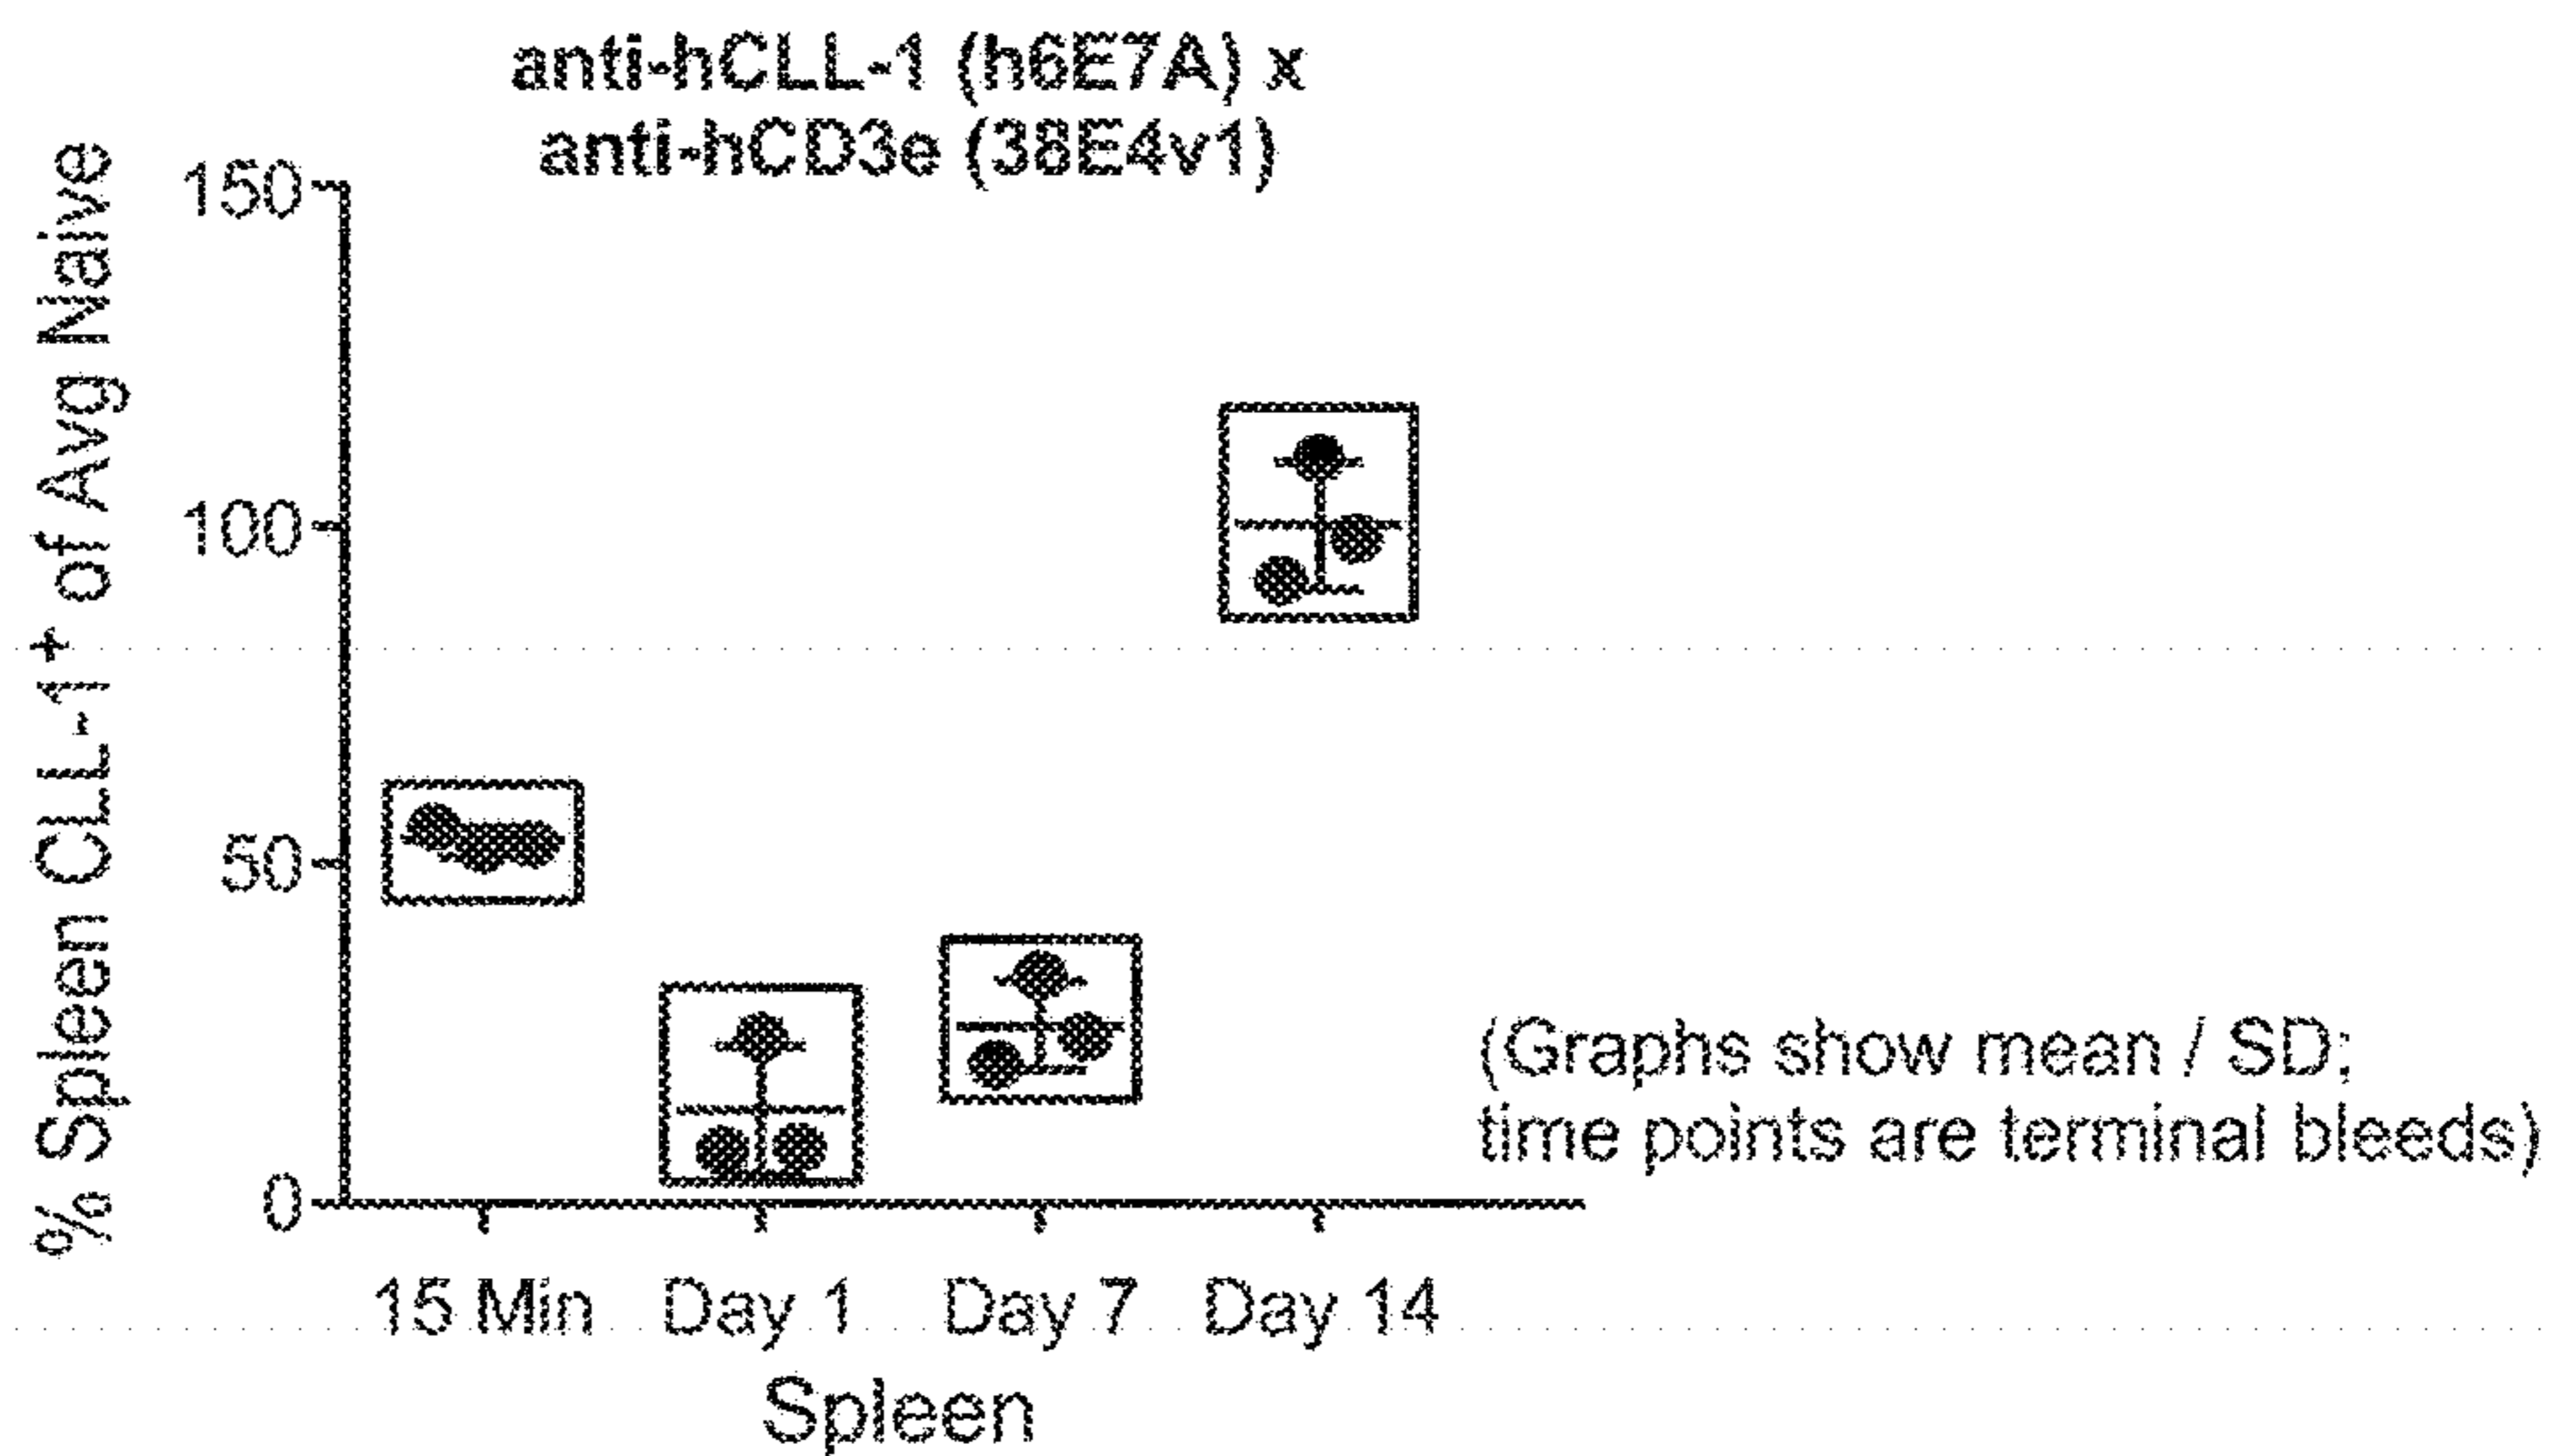 anti-hCLL-1 (h6E7A) x
anti-hCD3e (38E4v1)
% Spleen CLL-1⁺ of Avg Naive
150
100
50
0
15 Min Day 1 Day 7 Day 14
Spleen
(Graphs show mean / SD;
time points are terminal bleeds)